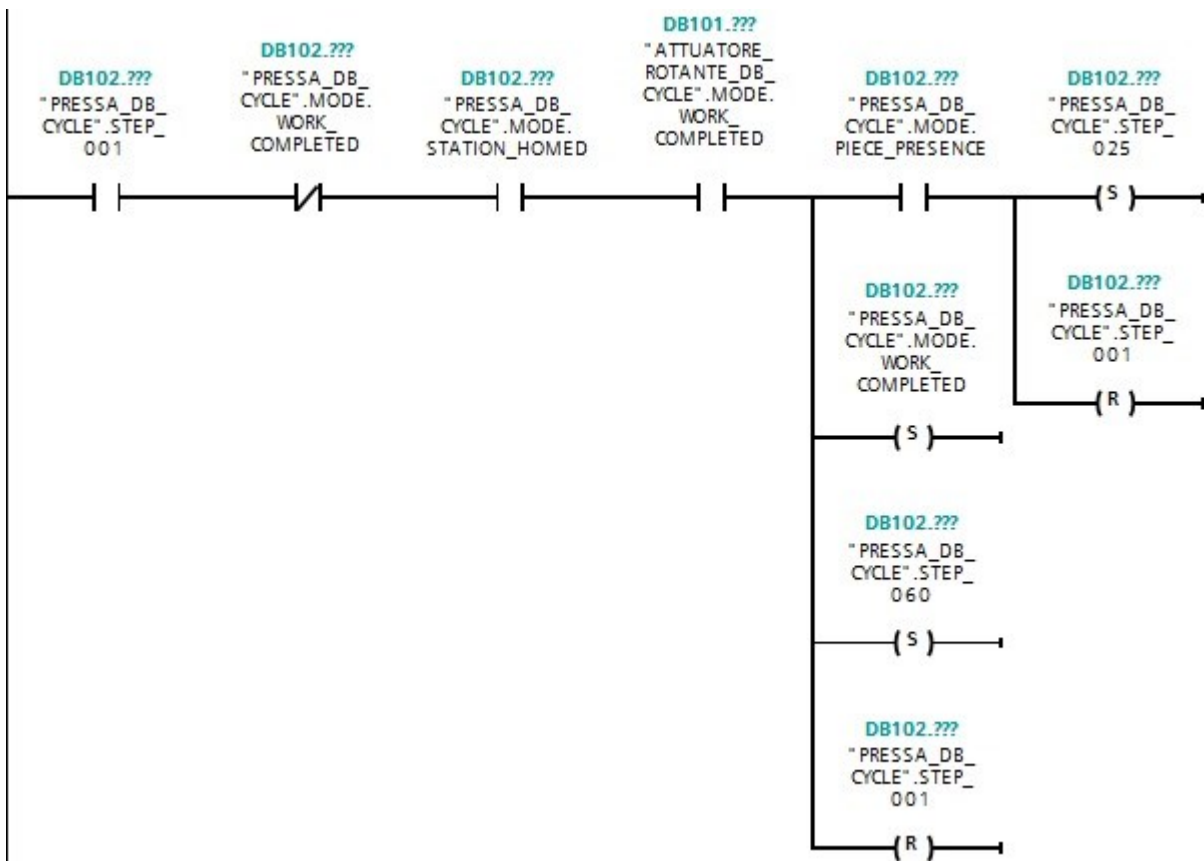 DB102.???
"PRESSA_DB_
CYCLE".STEP_
001
DB102.???
"PRESSA_DB_
CYCLE".MODE.
WORK_
COMPLETED
DB102.???
"PRESSA_DB_
CYCLE".MODE.
STATION_HOMED
DB101.???
"ATTUATORE_
ROTANTE_DB_
CYCLE".MODE.
WORK_
COMPLETED
DB102.???
"PRESSA_DB_
CYCLE".MODE.
PIECE_PRESENCE
DB102.???
"PRESSA_DB_
CYCLE".STEP_
025
S
DB102.???
"PRESSA_DB_
CYCLE".STEP_
001
R
DB102.???
"PRESSA_DB_
CYCLE".MODE.
WORK_
COMPLETED
S
DB102.???
"PRESSA_DB_
CYCLE".STEP_
060
S
DB102.???
"PRESSA_DB_
CYCLE".STEP_
001
R